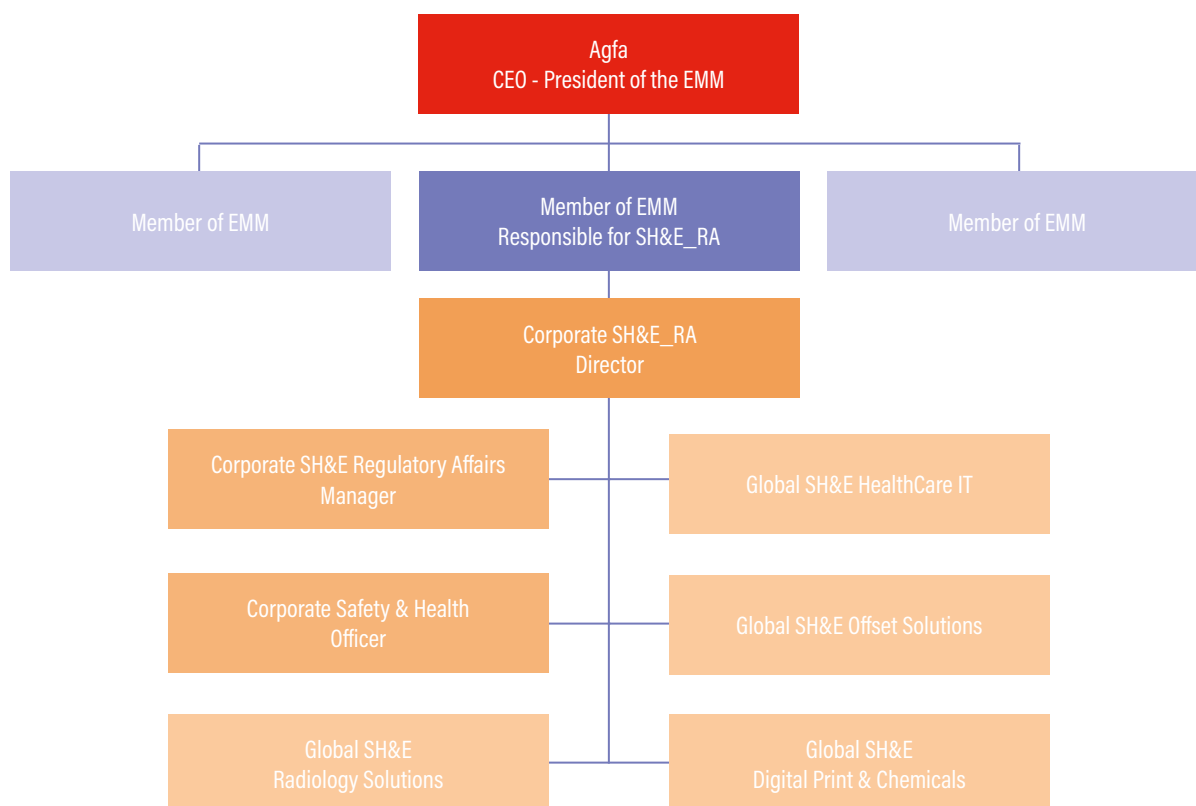 Agfa
CEO - President of the EMM
Member of EMM
Member of EMM
Responsible for SH&E_RA
Member of EMM
Corporate SH&E_RA
Director
Corporate SH&E Regulatory Affairs
Manager
Global SH&E HealthCare IT
Corporate Safety & Health
Officer
Global SH&E Offset Solutions
Global SH&E
Radiology Solutions
Global SH&E
Digital Print & Chemicals